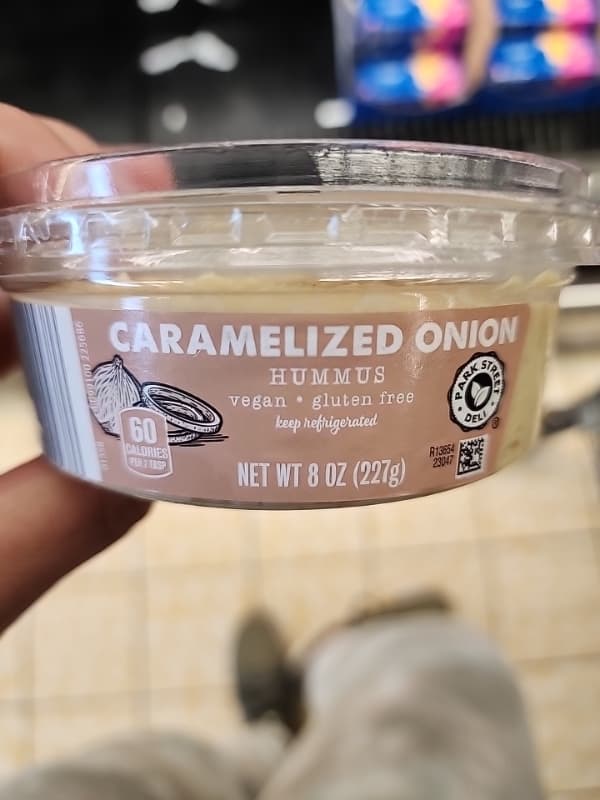 CARAMELIZED ONION
HUMMUS
vegan • gluten free
keep refrigerated
60
CALORIES
PER 2 TBSP
PARK STREET
DELI
®
R13654
23047
NET WT 8 OZ (227g)